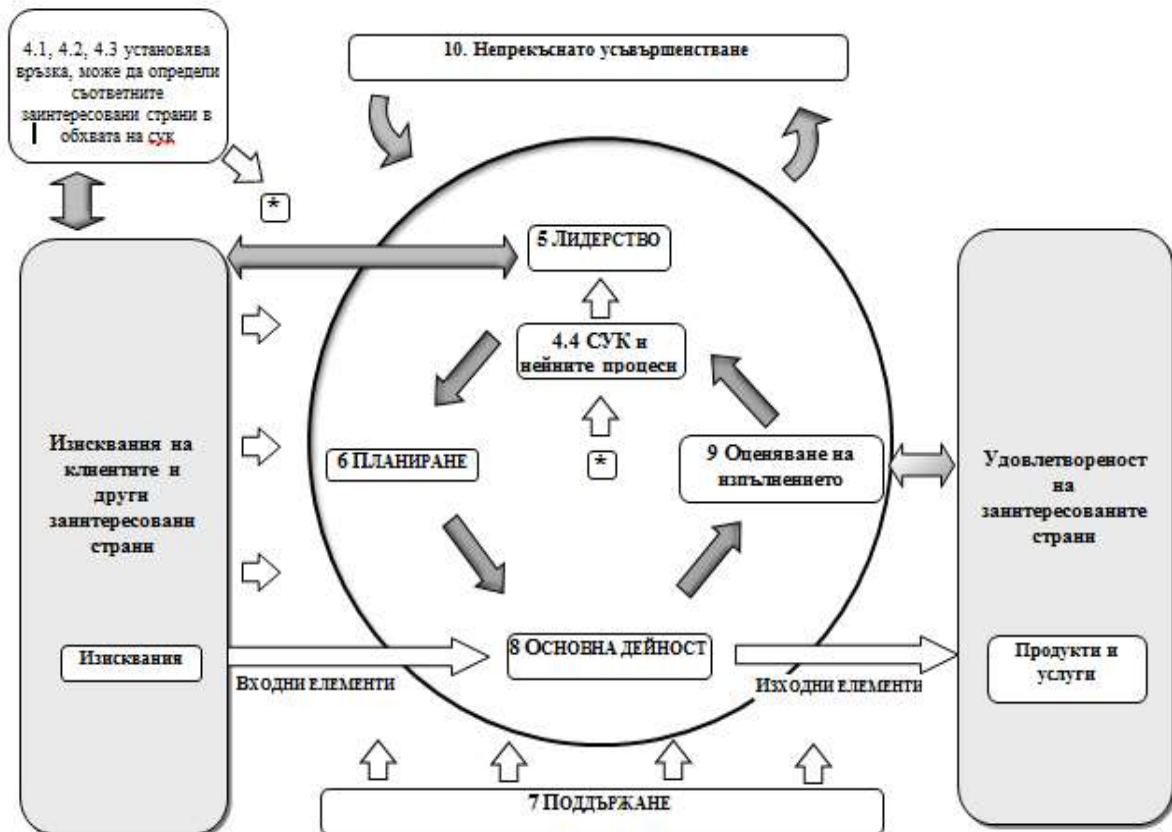 4.1, 4.2, 4.3 установява
връзка, може да определи
съответните
заинтересовани страни в
обхвата на сук
10. Непрекъснато усъвършенстване
*
5 ЛИДЕРСТВО
4.4 СУК и
нейните процеси
*
6 ПЛАНИРАНЕ
9 Оценяване на
изпълнението
Изисквания на
клиентите и
други
заинтересовани
страни
Удовлетвореност
на
заинтересованите
страни
Изисквания
ВХОДНИ ЕЛЕМЕНТИ
8 ОСНОВНА ДЕЙНОСТ
ИЗХОДНИ ЕЛЕМЕНТИ
Продукти и
услуги
7 ПОДДЪРЖАНЕ